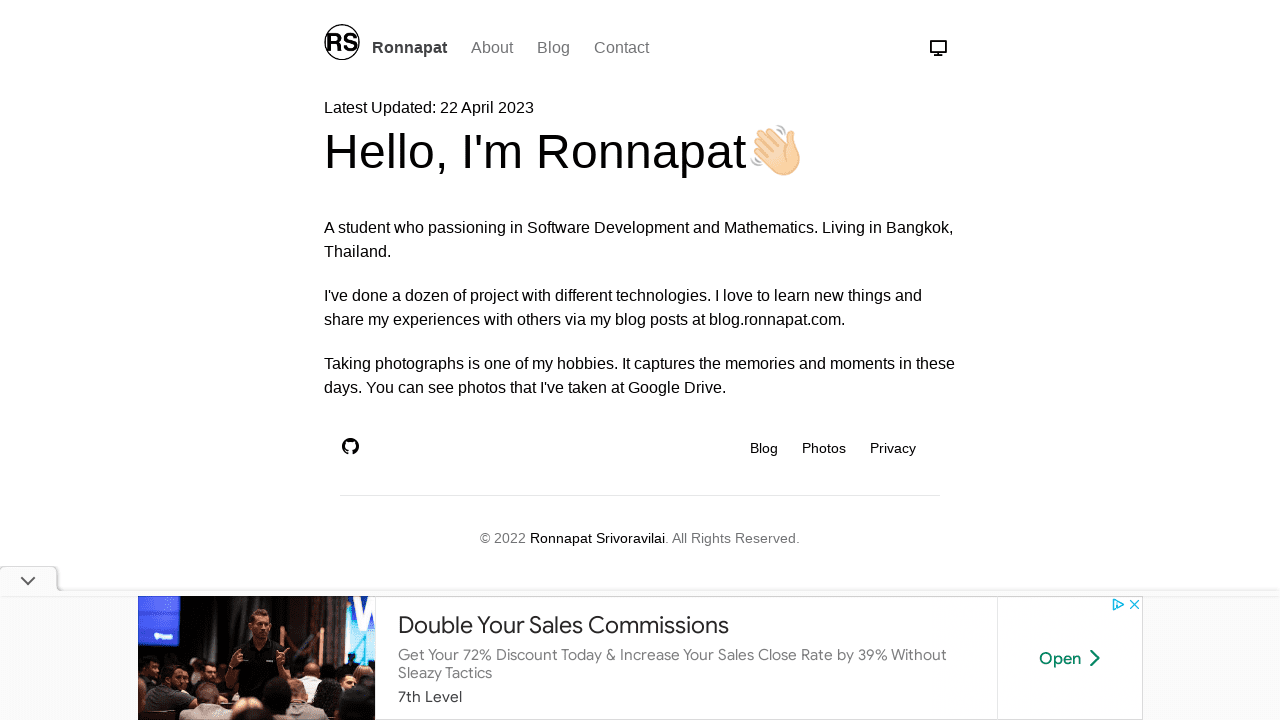 RS Ronnapat About Blog Contact
Latest Updated: 22 April 2023
Hello, I'm Ronnapat👋🏻
A student who passioning in Software Development and Mathematics. Living in Bangkok,
Thailand.
I've done a dozen of project with different technologies. I love to learn new things and
share my experiences with others via my blog posts at blog.ronnapat.com.
Taking photographs is one of my hobbies. It captures the memories and moments in these
days. You can see photos that I've taken at Google Drive.
Blog Photos Privacy
© 2022 Ronnapat Srivoravilai. All Rights Reserved.
Double Your Sales Commissions
Get Your 72% Discount Today & Increase Your Sales Close Rate by 39% Without
Sleazy Tactics
7th Level
Open